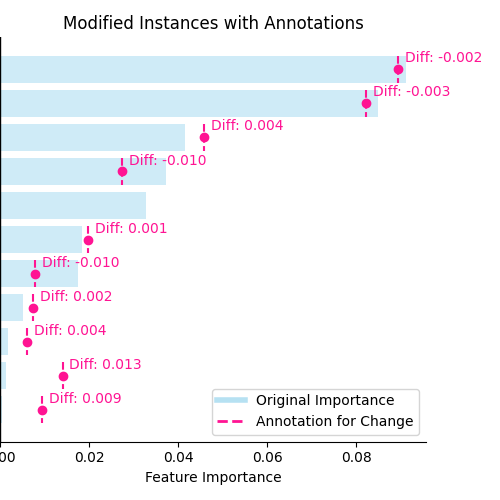 Modified Instances with Annotations
Diff: -0.002
Diff: -0.003
Diff: 0.004
Diff: -0.010
Diff: 0.001
Diff: -0.010
Diff: 0.002
Diff: 0.004
Diff: 0.013
Diff: 0.009
Original Importance
Annotation for Change
.00 0.02 0.04 0.06 0.08
Feature Importance